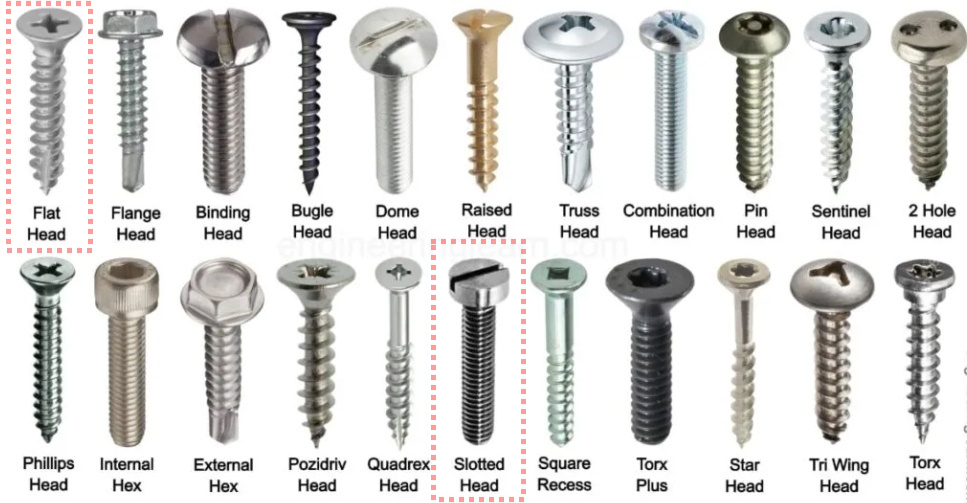 Flat Head
Flange Head
Binding Head
Bugle Head
Dome Head
Raised Head
Truss Head
Combination Head
Pin Head
Sentinel Head
2 Hole Head
Phillips Head
Internal Hex
External Hex
Pozidriv Head
Quadrex Head
Slotted Head
Square Recess
Torx Plus
Star Head
Tri Wing Head
Torx Head